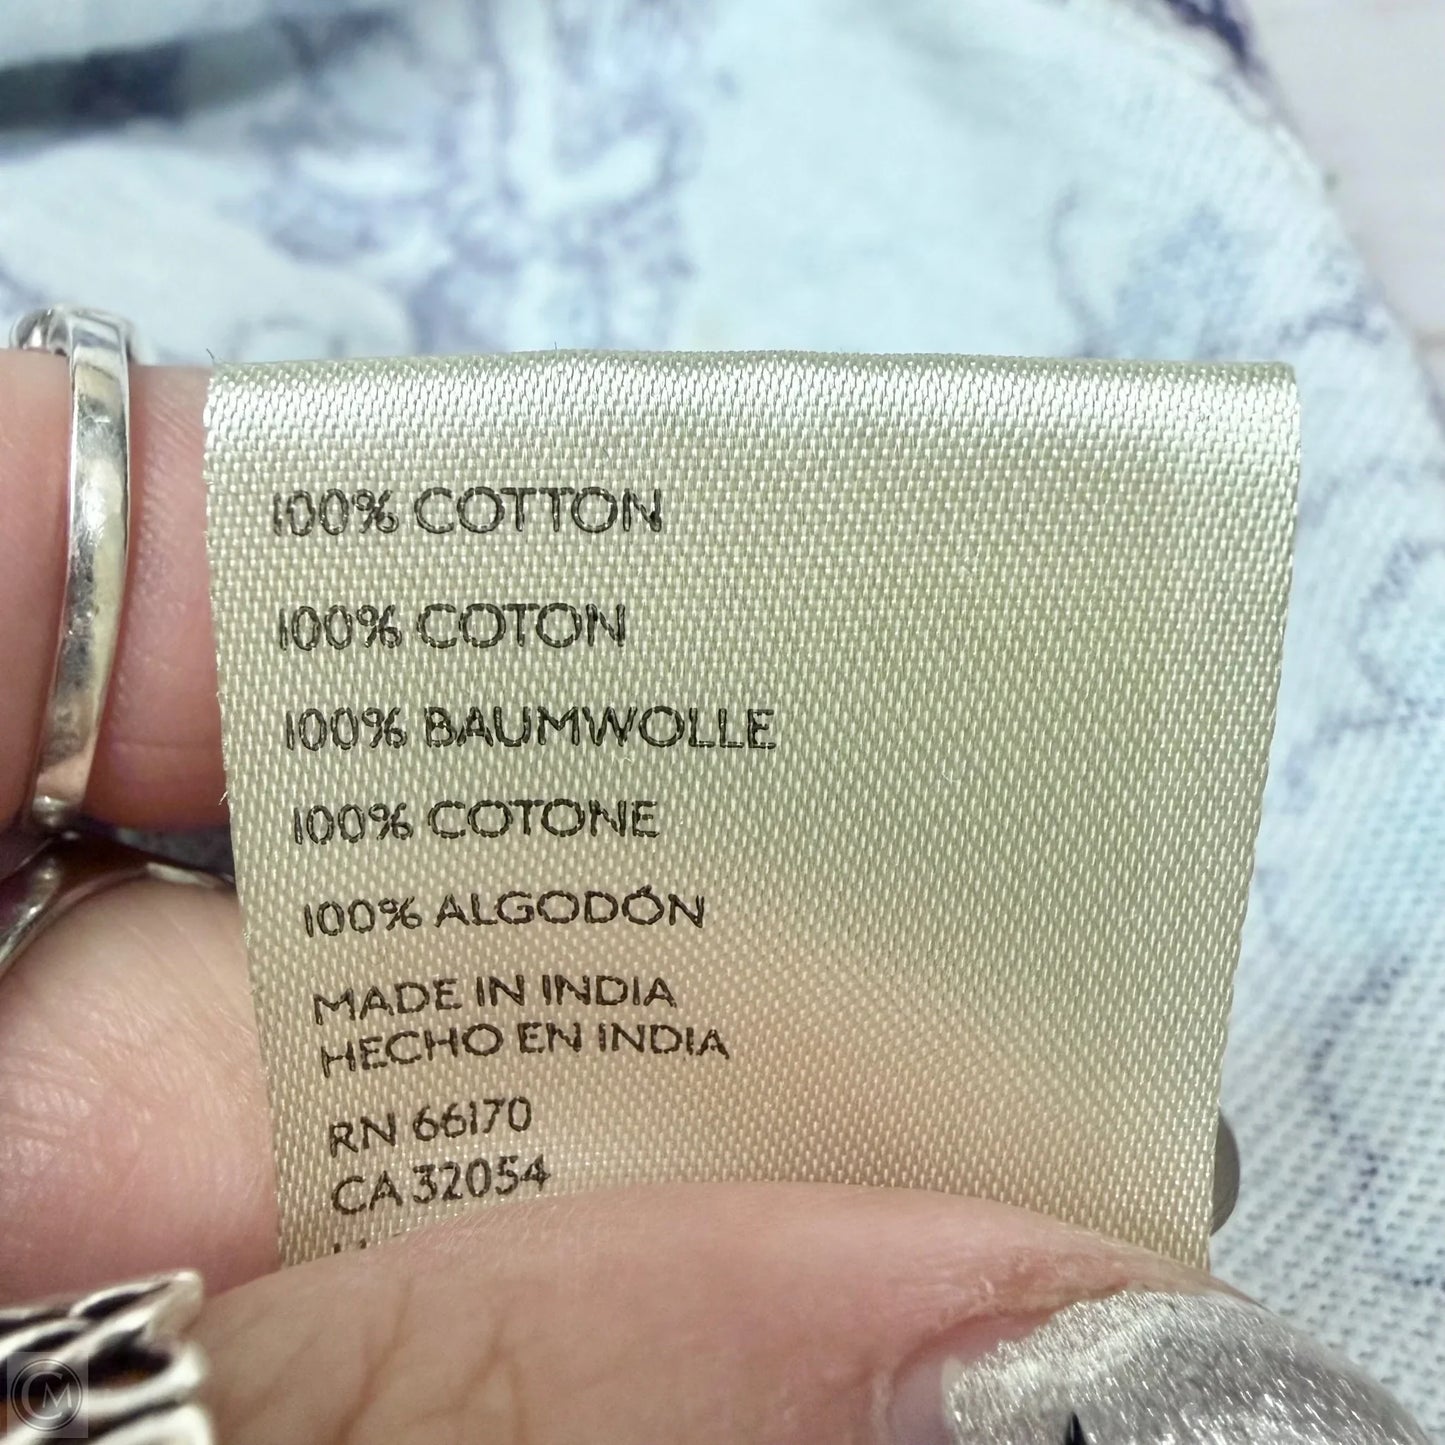 100% COTTON
100% COTON
100% BAUMWOLLE
100% COTONE
100% ALGODÓN
MADE IN INDIA
HECHO EN INDIA
RN 66170
CA 32054